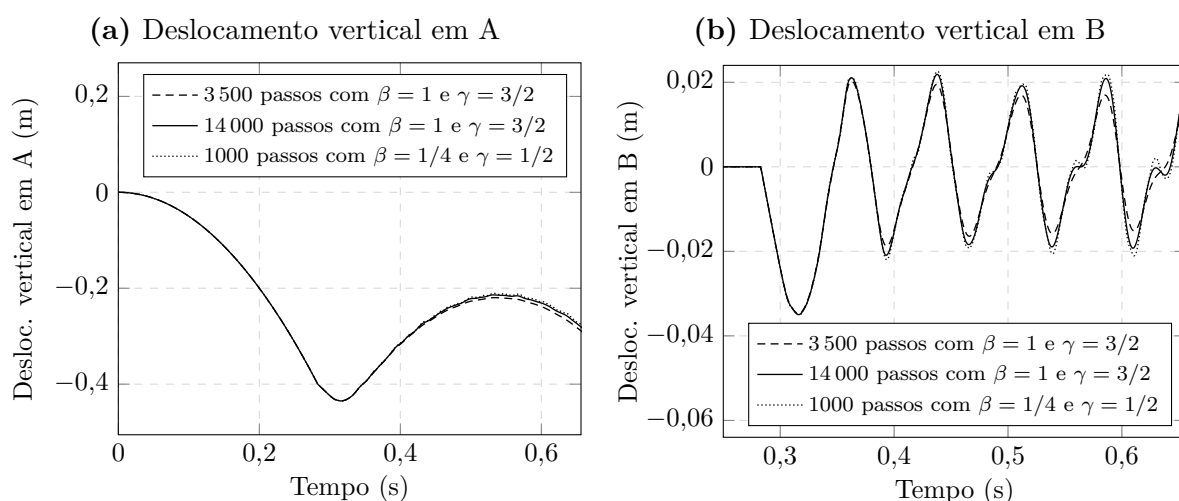 (a) Deslocamento vertical em A
Desloc. vertical em A (m)
0,2
0
−0,2
−0,4
3 500 passos com β = 1 e γ = 3/2
14 000 passos com β = 1 e γ = 3/2
1000 passos com β = 1/4 e γ = 1/2
0
0,2
0,4
0,6
Tempo (s)
(b) Deslocamento vertical em B
Desloc. vertical em B (m)
0,02
0
−0,02
−0,04
−0,06
3 500 passos com β = 1 e γ = 3/2
14 000 passos com β = 1 e γ = 3/2
1000 passos com β = 1/4 e γ = 1/2
0,3
0,4
0,5
0,6
Tempo (s)